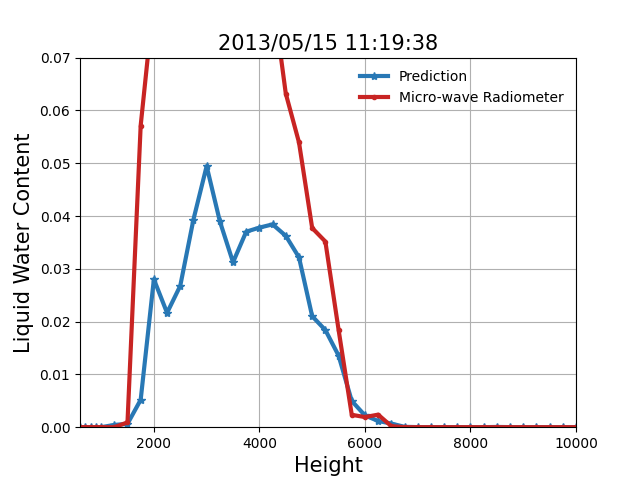 2013/05/15 11:19:38
Prediction
Micro-wave Radiometer
Liquid Water Content
0.07
0.06
0.05
0.04
0.03
0.02
0.01
0.00
2000 4000 6000 8000 10000
Height